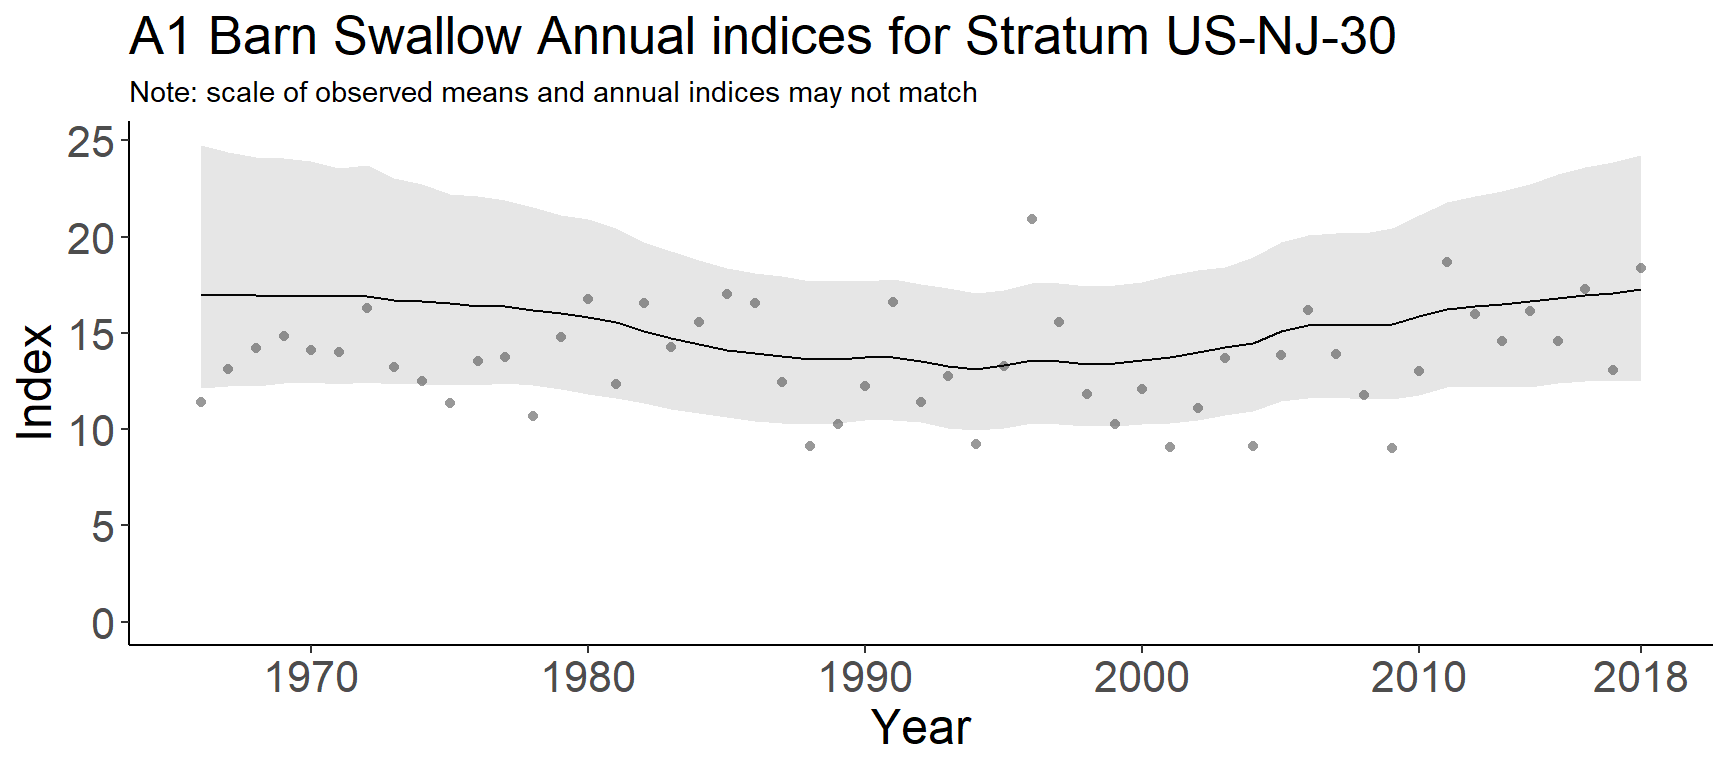 A1 Barn Swallow Annual indices for Stratum US-NJ-30
Note: scale of observed means and annual indices may not match
25
20
15
10
5
0
Index
1970 1980 1990 2000 2010 2018
Year